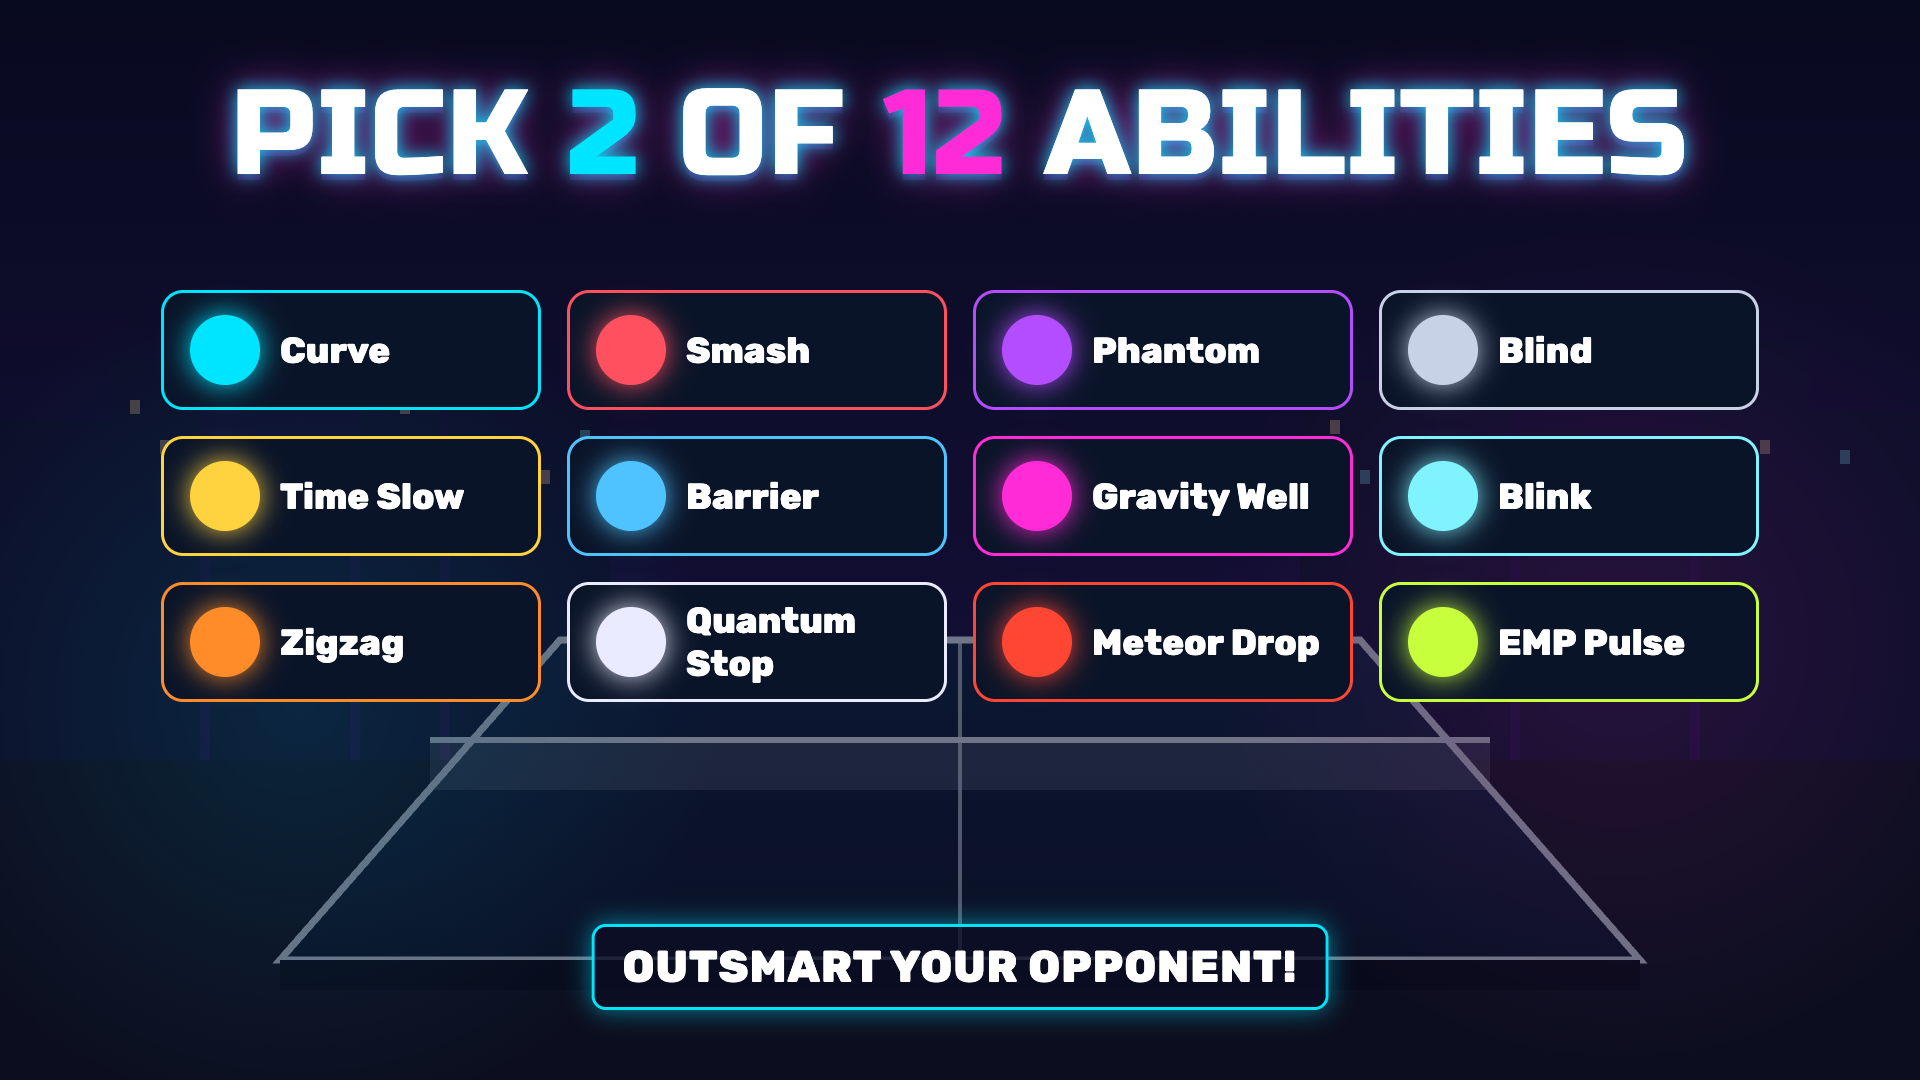 PICK 2 OF 12 ABILITIES
Curve
Smash
Phantom
Blind
Time Slow
Barrier
Gravity Well
Blink
Zigzag
Quantum
Stop
Meteor Drop
EMP Pulse
OUTSMART YOUR OPPONENT!